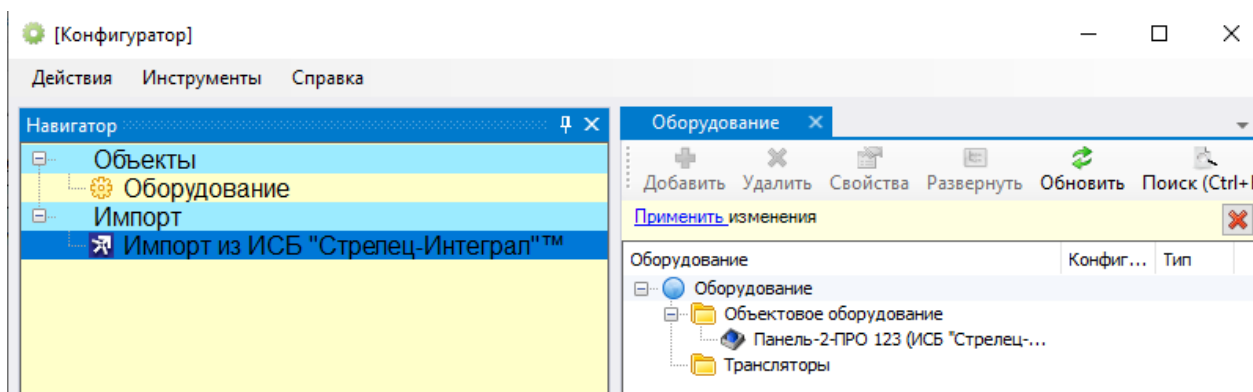 [Конфигуратор]
Действия Инструменты Справка
Навигатор
Объекты
Оборудование
Импорт
Импорт из ИСБ "Стрелец-Интеграл"™
Оборудование
Добавить Удалить Свойства Развернуть Обновить Поиск (Ctrl+
Применить изменения
Оборудование Конфиг... Тип
Оборудование
Объектовое оборудование
Панель-2-ПРО 123 (ИСБ "Стрелец-...
Трансляторы